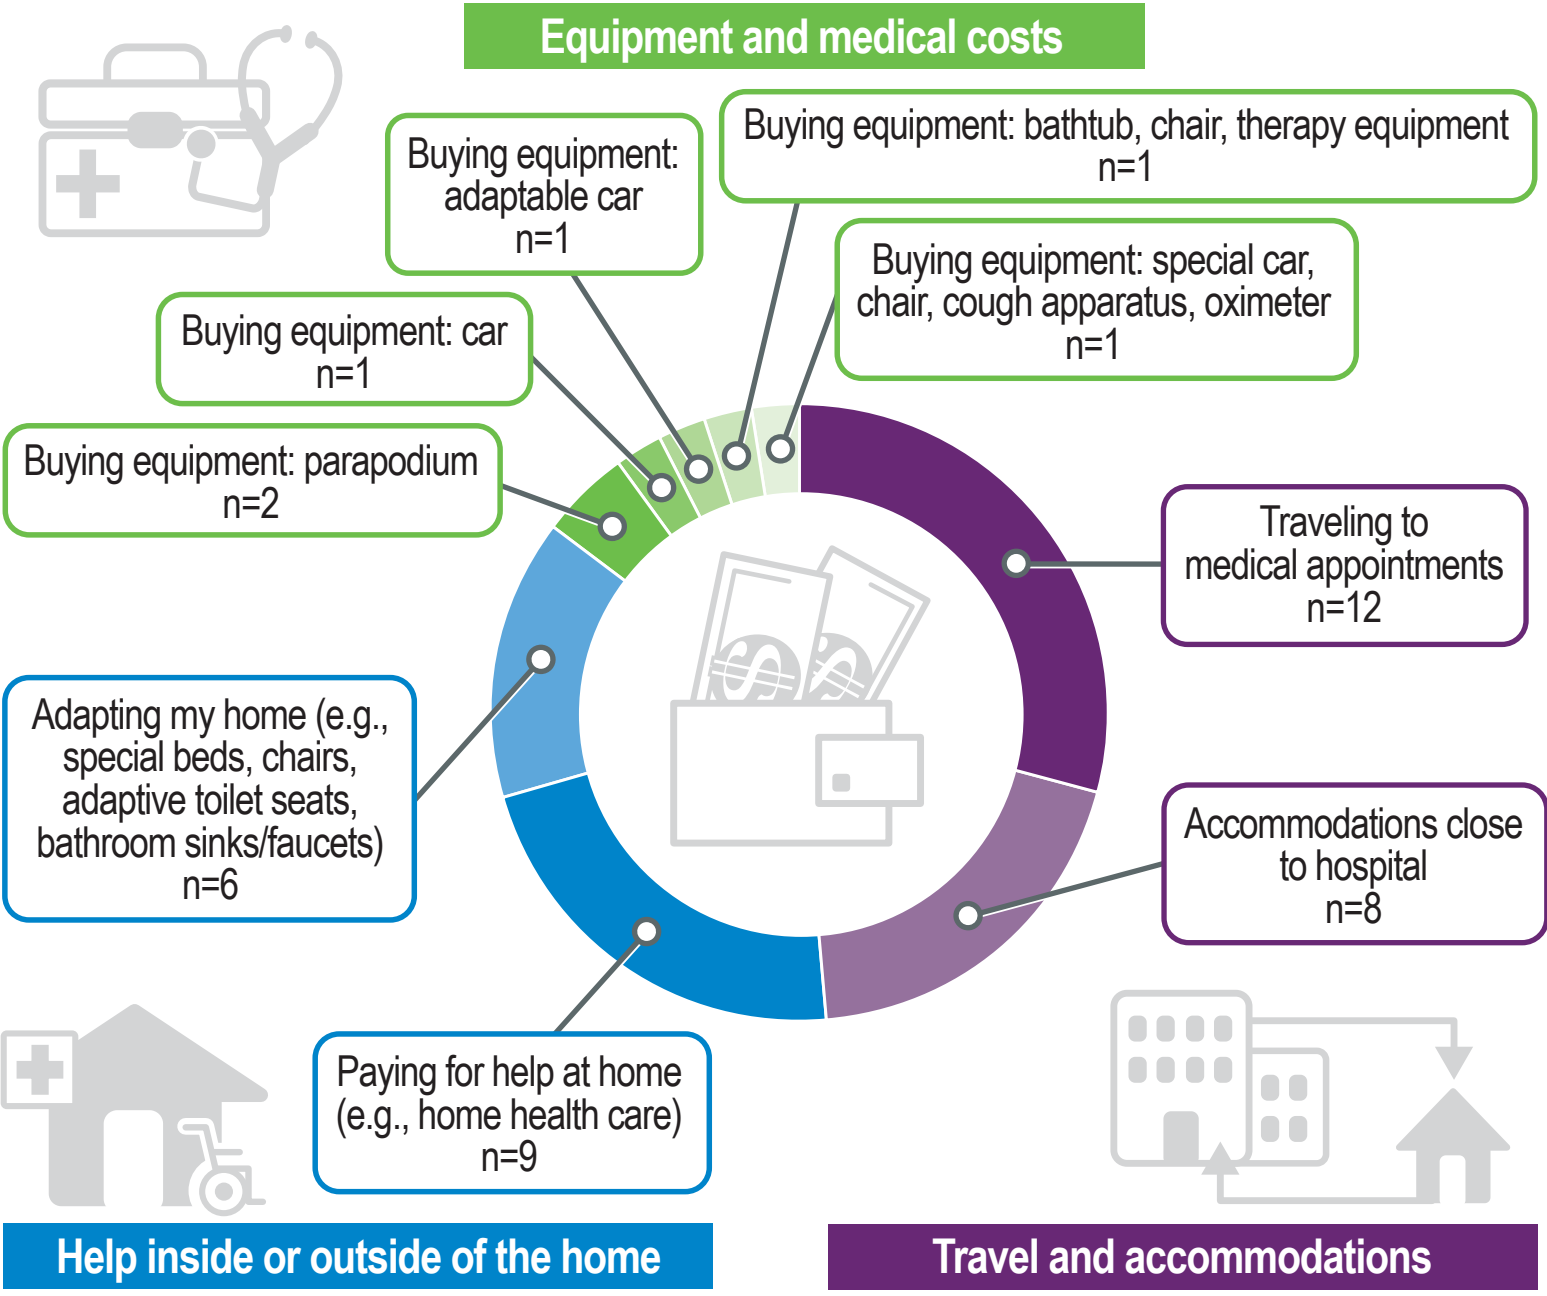 Equipment and medical costs
Buying equipment: bathtub, chair, therapy equipment
n=1
Buying equipment:
adaptable car
n=1
Buying equipment: special car,
chair, cough apparatus, oximeter
n=1
Buying equipment: car
n=1
Buying equipment: parapodium
n=2
Traveling to
medical appointments
n=12
Adapting my home (e.g.,
special beds, chairs,
adaptive toilet seats,
bathroom sinks/faucets)
n=6
Accommodations close
to hospital
n=8
Paying for help at home
(e.g., home health care)
n=9
Help inside or outside of the home
Travel and accommodations